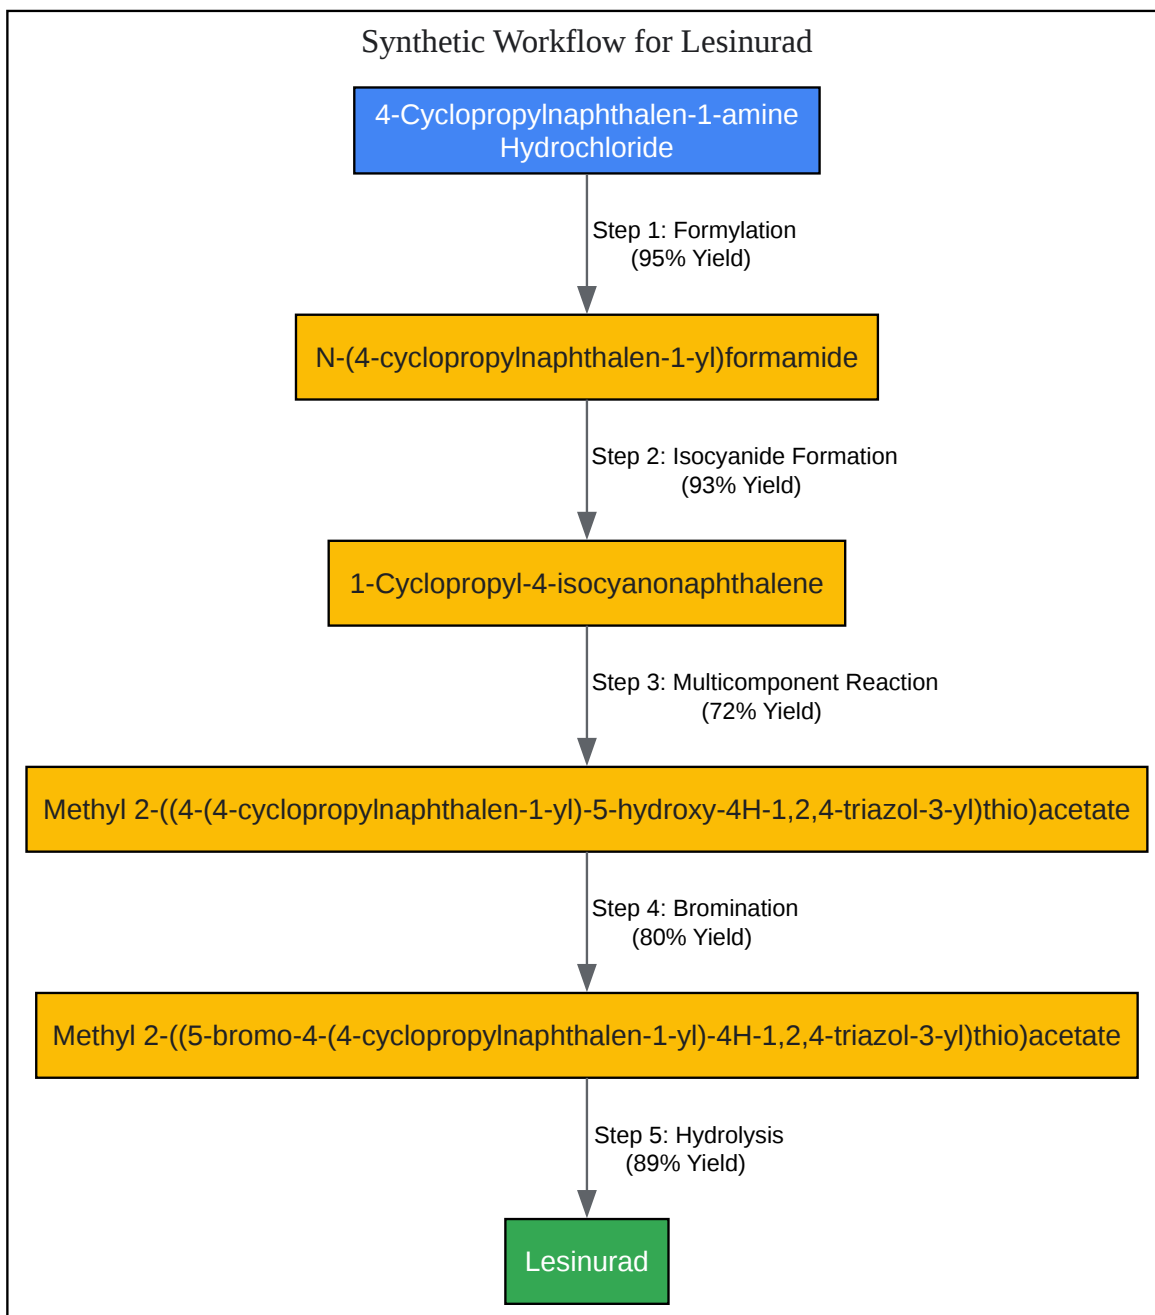 Synthetic Workflow for Lesinurad
4-Cyclopropylnaphthalen-1-amine
Hydrochloride
Step 1: Formylation
(95% Yield)
N-(4-cyclopropylnaphthalen-1-yl)formamide
Step 2: Isocyanide Formation
(93% Yield)
1-Cyclopropyl-4-isocyanonaphthalene
Step 3: Multicomponent Reaction
(72% Yield)
Methyl 2-((4-(4-cyclopropylnaphthalen-1-yl)-5-hydroxy-4H-1,2,4-triazol-3-yl)thio)acetate
Step 4: Bromination
(80% Yield)
Methyl 2-((5-bromo-4-(4-cyclopropylnaphthalen-1-yl)-4H-1,2,4-triazol-3-yl)thio)acetate
Step 5: Hydrolysis
(89% Yield)
Lesinurad